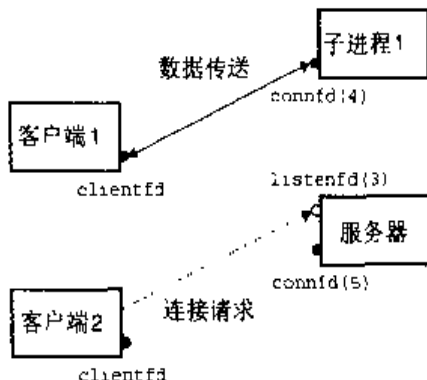 子进程1
数据传送
connfd(4)
客户端1
clientfd
listenfd(3)
服务器
connfd(5)
连接请求
客户端2
clientfd